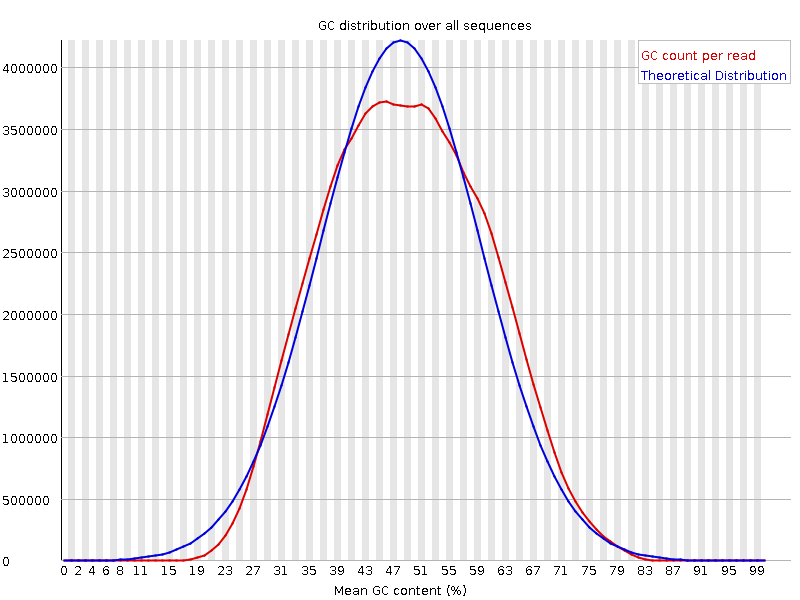 GC distribution over all sequences
GC count per read
Theoretical Distribution
4000000
3500000
3000000
2500000
2000000
1500000
1000000
500000
0
0 2 4 6 8 11 15 19 23 27 31 35 39 43 47 51 55 59 63 67 71 75 79 83 87 91 95 99
Mean GC content (%)